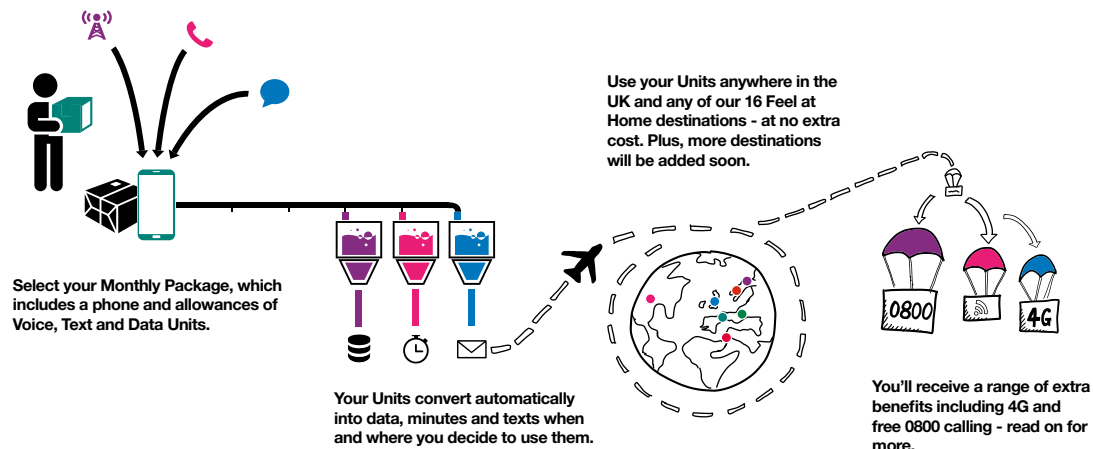 Use your Units anywhere in the
UK and any of our 16 Feel at
Home destinations - at no extra
cost. Plus, more destinations
will be added soon.
Select your Monthly Package, which
includes a phone and allowances of
Voice, Text and Data Units.
0800
4G
Your Units convert automatically
into data, minutes and texts when
and where you decide to use them.
You'll receive a range of extra
benefits including 4G and
free 0800 calling - read on for
more.